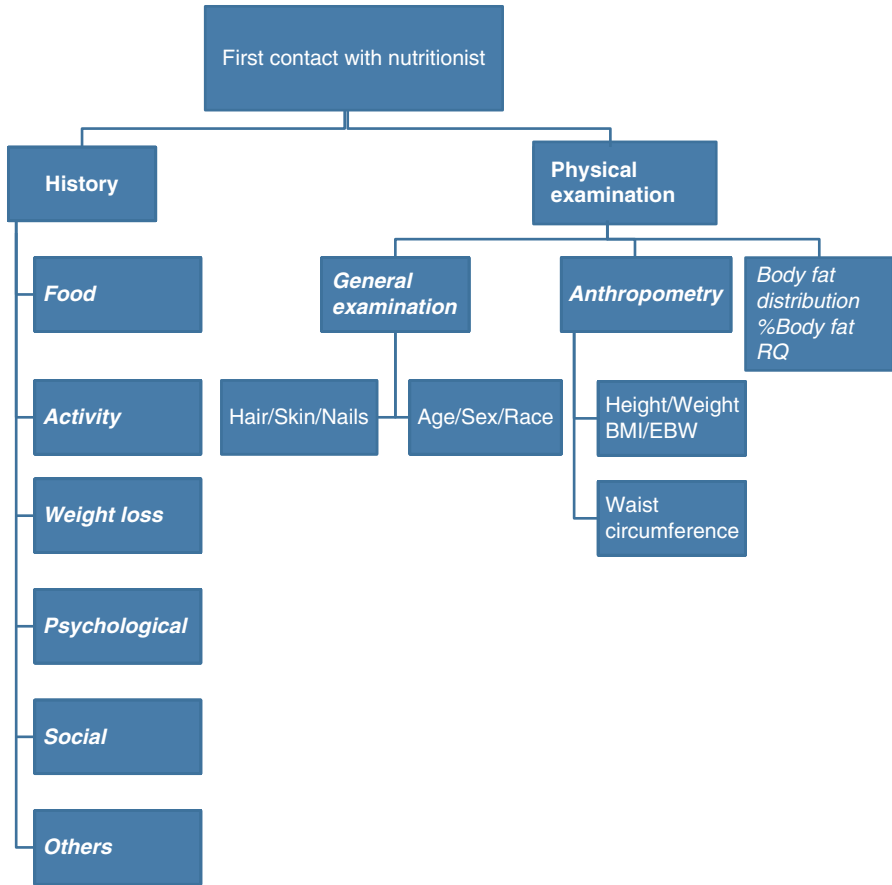 First contact with nutritionist
History
Physical
examination
Food
Activity
Weight loss
Psychological
Social
Others
General
examination
Hair/Skin/Nails
Age/Sex/Race
Anthropometry
Height/Weight
BMI/EBW
Waist
circumference
Body fat
distribution
%Body fat
RQ